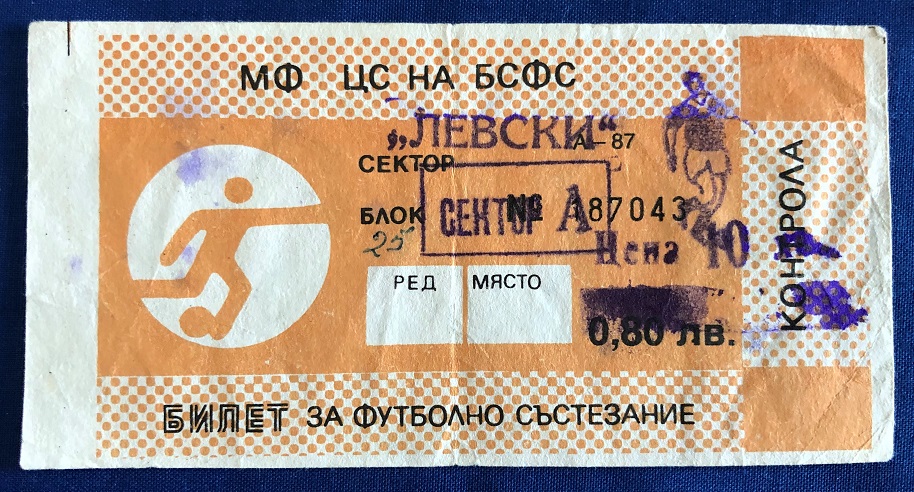 МФ ЦС НА БСФС
„ЛЕВСКИ“
А–87
СЕКТОР
БЛОК
СЕКТОР А
№ 187043
25
Цена 10
РЕД МЯСТО
0,80 лв.
КОНТРОЛА
БИЛЕТ ЗА ФУТБОЛНО СЪСТЕЗАНИЕ